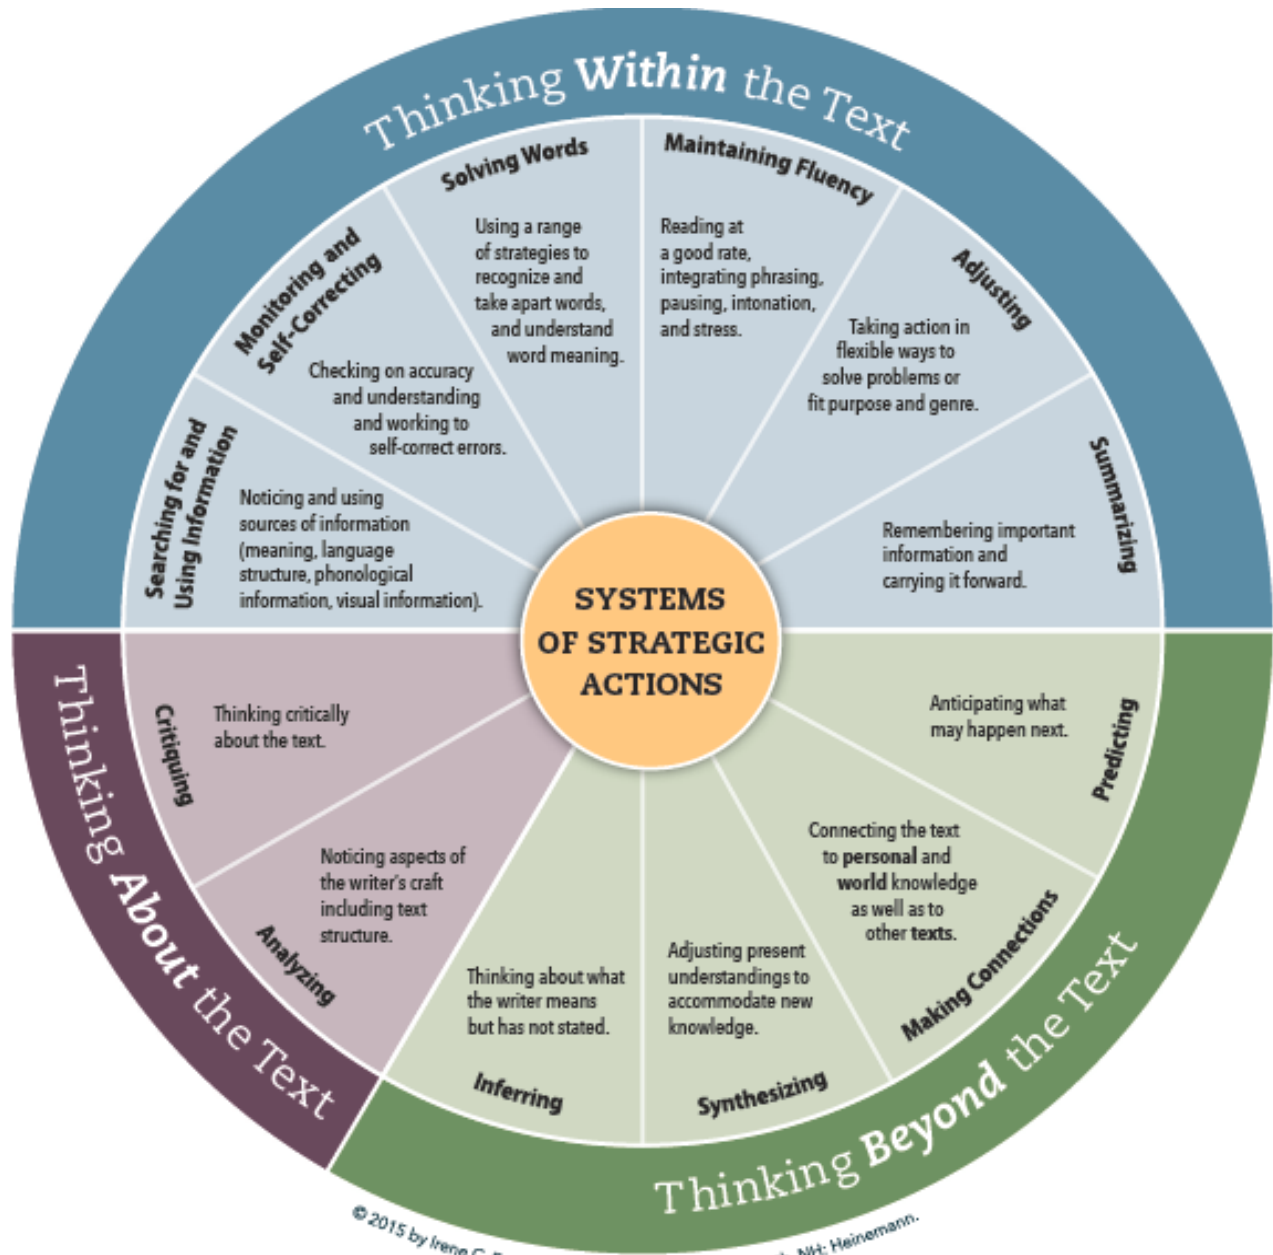 Thinking Within the Text
Searching for and
Using Information
Noticing and using
sources of information
(meaning, language
structure, phonological
information, visual information).
Monitoring and
Self-Correcting
Checking on accuracy
and understanding
and working to
self-correct errors.
Solving Words
Using a range
of strategies to
recognize and
take apart words,
and understand
word meaning.
Maintaining Fluency
Reading at
a good rate,
integrating phrasing,
pausing, intonation,
and stress.
Adjusting
Taking action in
flexible ways to
solve problems or
fit purpose and genre.
Summarizing
Remembering important
information and
carrying it forward.
SYSTEMS
OF STRATEGIC
ACTIONS
Thinking Beyond the Text
Predicting
Anticipating what
may happen next.
Making Connections
Connecting the text
to personal and
world knowledge
as well as to
other texts.
Synthesizing
Adjusting present
understandings to
accommodate new
knowledge.
Inferring
Thinking about what
the writer means
but has not stated.
Thinking About the Text
Analyzing
Noticing aspects of
the writer's craft
including text
structure.
Critiquing
Thinking critically
about the text.
© 2015 by Irene C. NH: Heinemann.